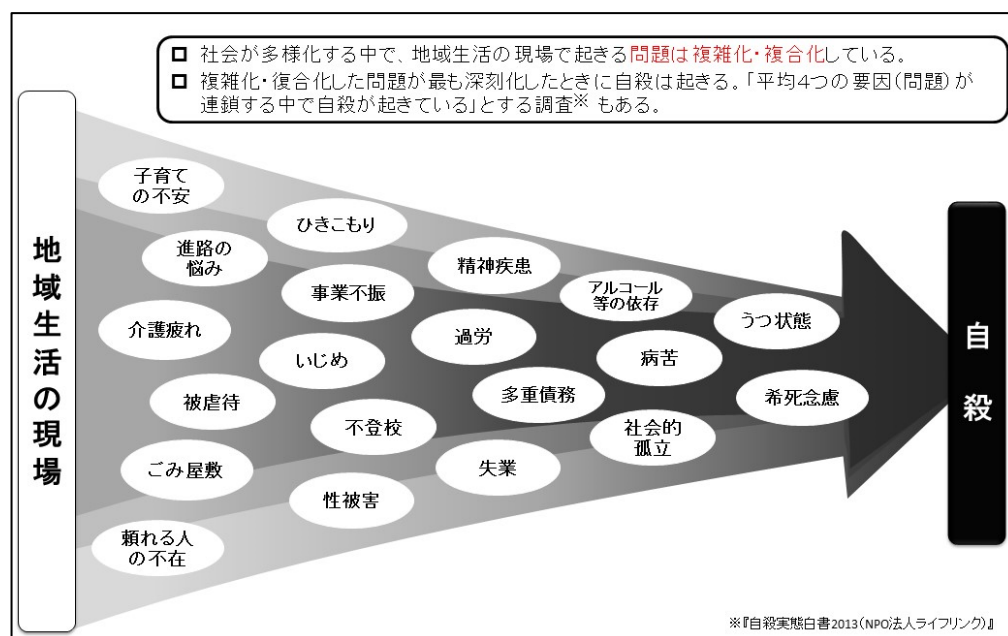 □ 社会が多様化する中で、地域生活の現場で起きる問題は複雑化・複合化している。
□ 複雑化・復合化した問題が最も深刻化したときに自殺は起きる。「平均4つの要因(問題)が
連鎖する中で自殺が起きている」とする調査※ もある。
地域生活の現場
子育て
の不安
進路の
悩み
介護疲れ
被虐待
ごみ屋敷
頼れる人
の不在
ひきこもり
事業不振
いじめ
不登校
性被害
精神疾患
過労
多重債務
失業
アルコール
等の依存
病苦
社会的
孤立
うつ状態
希死念慮
自殺
※『自殺実態白書2013(NPO法人ライフリンク)』